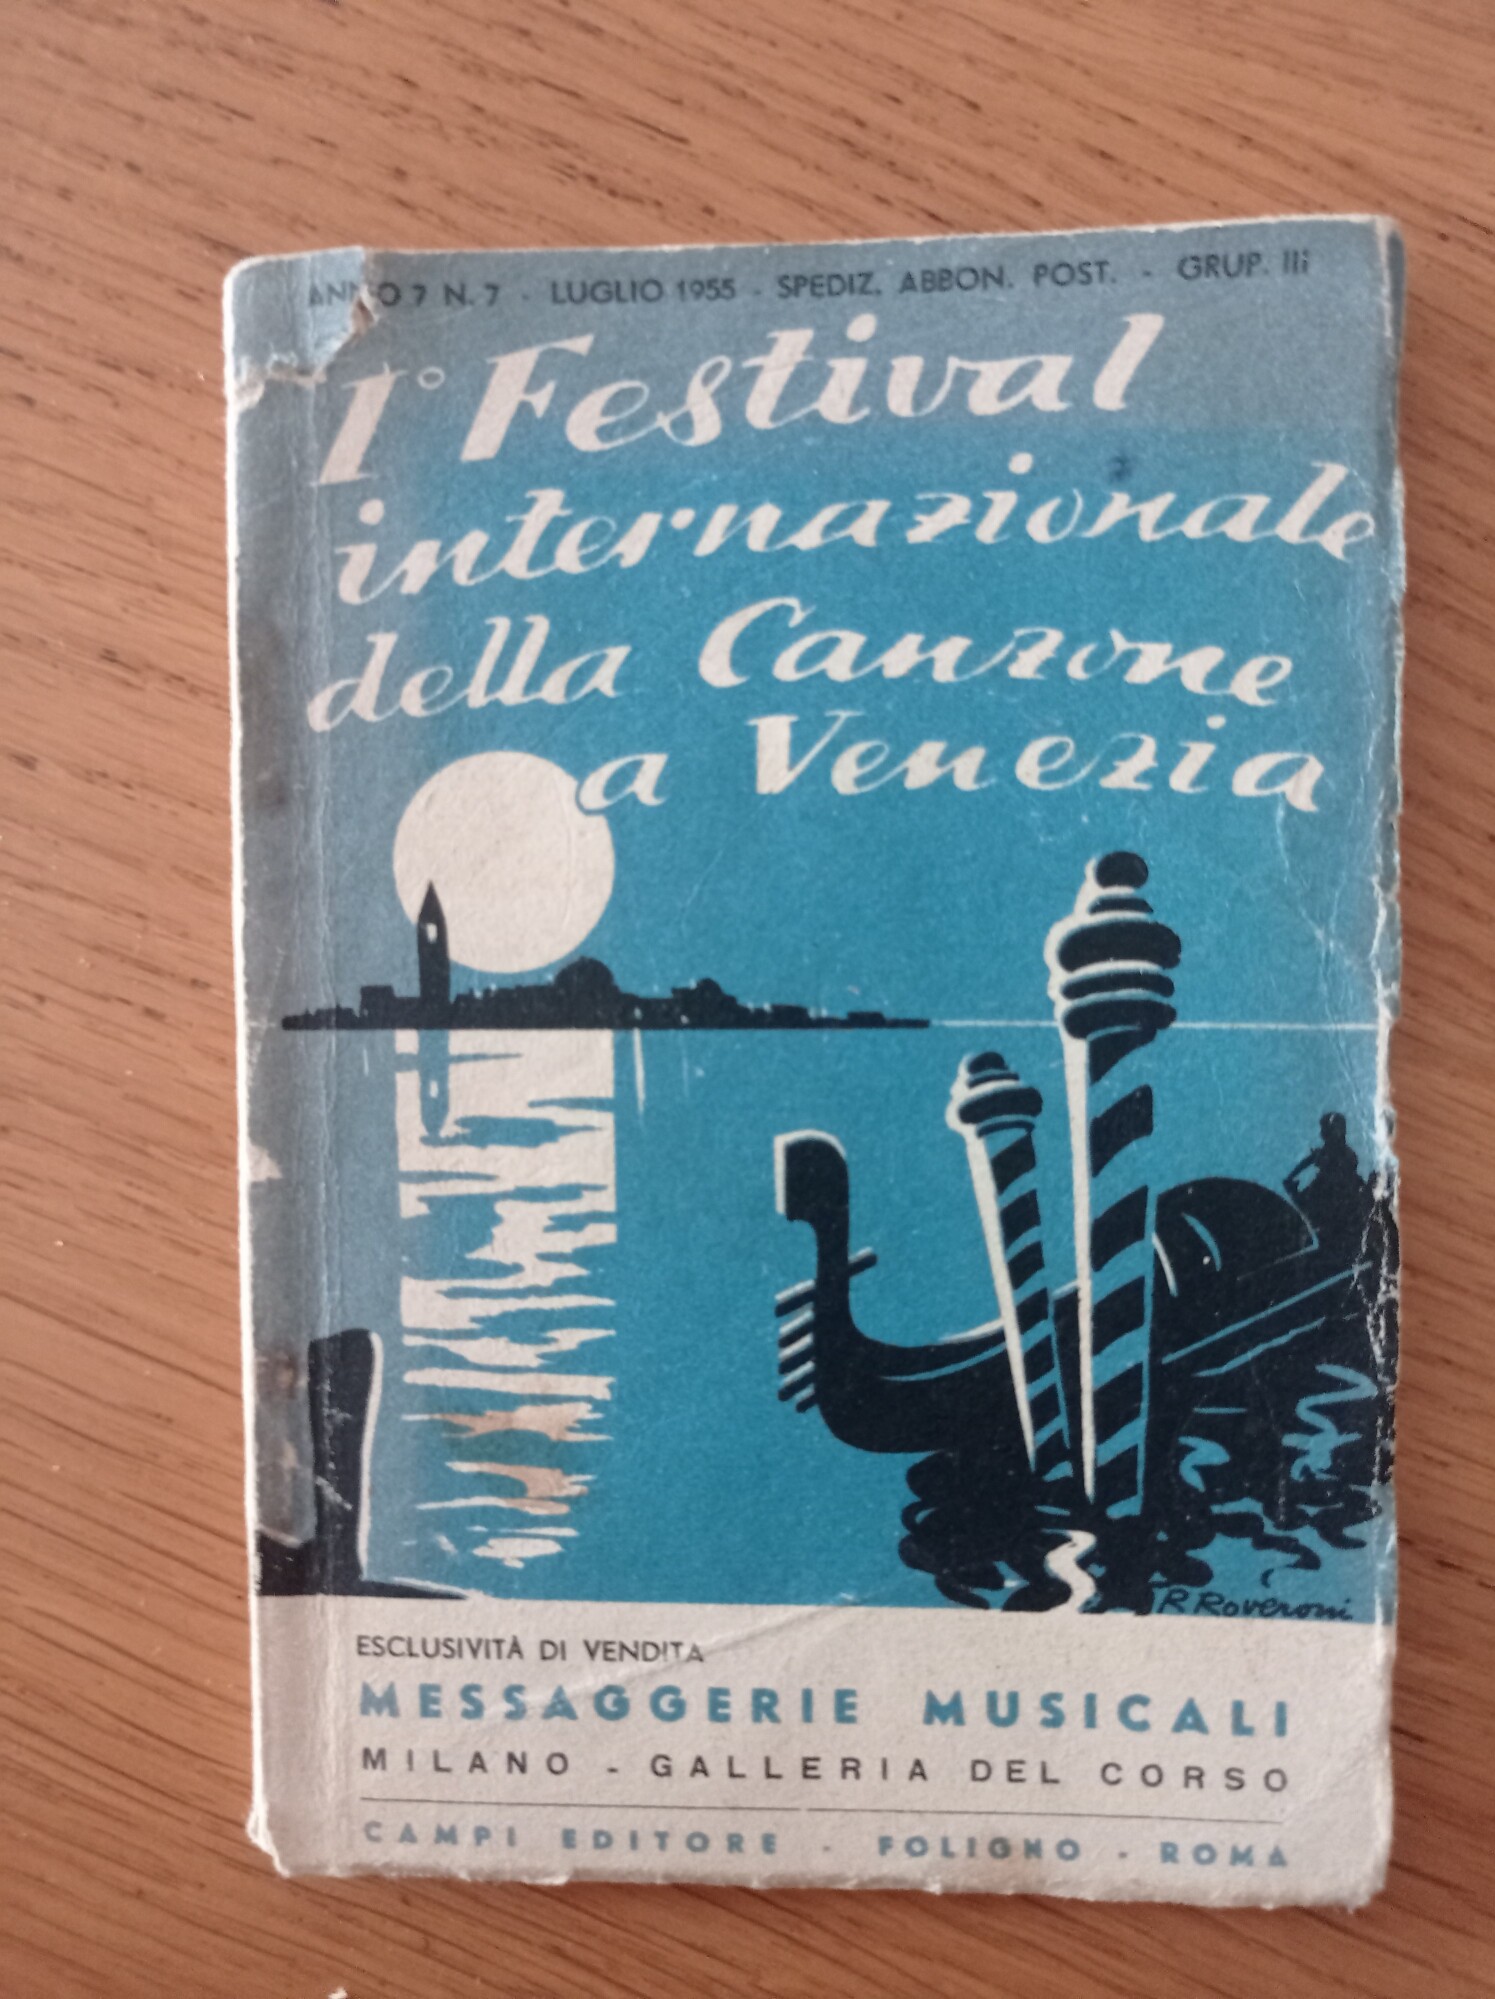 ANNO 7 N. 7 - LUGLIO 1955 - SPEDIZ. ABBON. POST. - GRUP. III
1° Festival
internazionale
della Canzone
a Venezia
R. Roveroni
ESCLUSIVITÀ DI VENDITA
MESSAGGERIE MUSICALI
MILANO - GALLERIA DEL CORSO
CAMPI EDITORE - FOLIGNO - ROMA